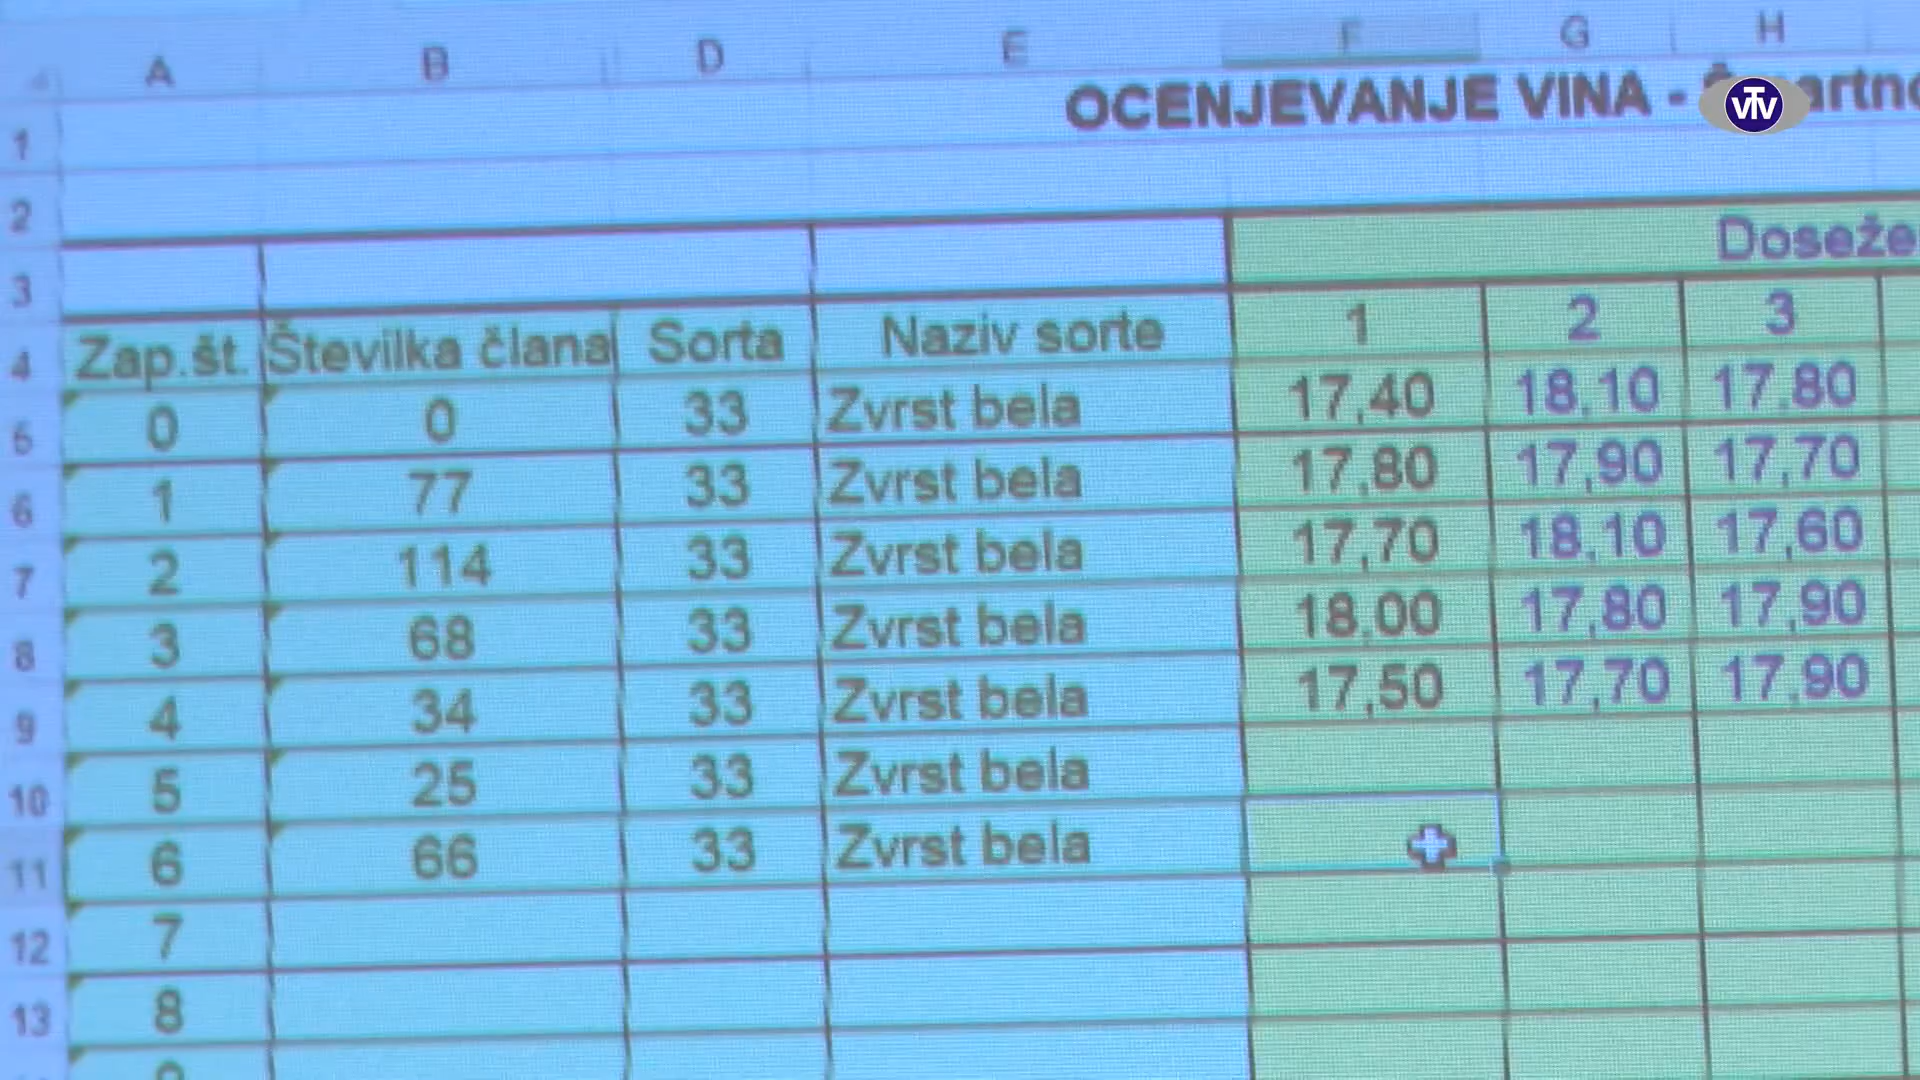 A B D E F G H
OCENJEVANJE VINA - Šmartno
VTV
1
2
3 Doseže
4 Zap.št. Številka člana Sorta Naziv sorte 1 2 3
5 0 0 33 Zvrst bela 17,40 18,10 17,80
6 1 77 33 Zvrst bela 17,80 17,90 17,70
7 2 114 33 Zvrst bela 17,70 18,10 17,60
8 3 68 33 Zvrst bela 18,00 17,80 17,90
9 4 34 33 Zvrst bela 17,50 17,70 17,90
10 5 25 33 Zvrst bela
11 6 66 33 Zvrst bela
12 7
13 8